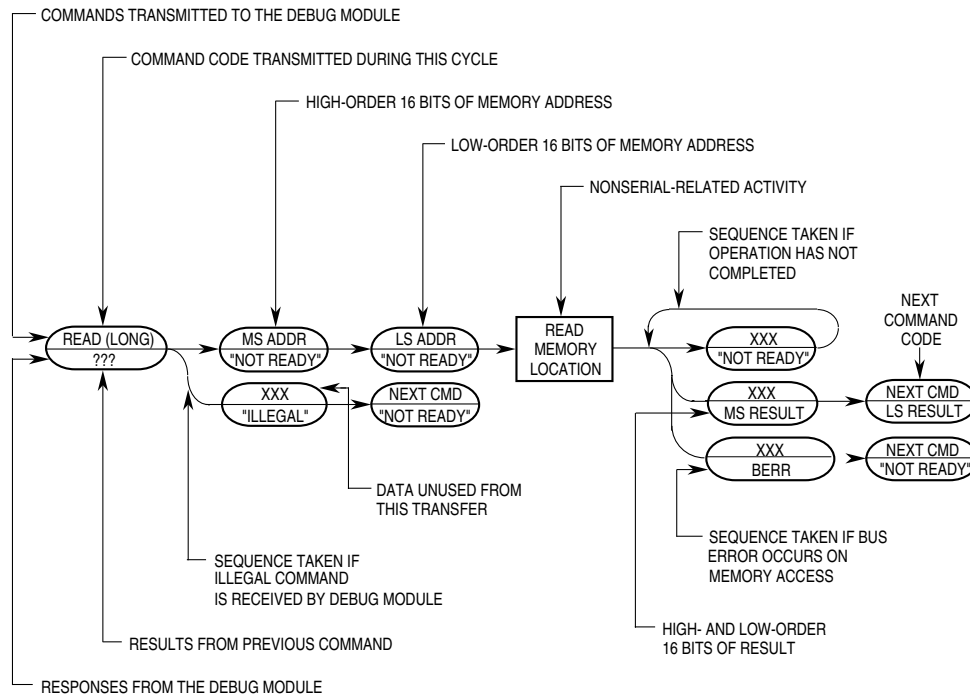 COMMANDS TRANSMITTED TO THE DEBUG MODULE
COMMAND CODE TRANSMITTED DURING THIS CYCLE
HIGH-ORDER 16 BITS OF MEMORY ADDRESS
LOW-ORDER 16 BITS OF MEMORY ADDRESS
NONSERIAL-RELATED ACTIVITY
SEQUENCE TAKEN IF
OPERATION HAS NOT
COMPLETED
NEXT
COMMAND
CODE
READ (LONG)
???
MS ADDR
"NOT READY"
LS ADDR
"NOT READY"
READ
MEMORY
LOCATION
XXX
"NOT READY"
XXX
"ILLEGAL"
NEXT CMD
"NOT READY"
XXX
MS RESULT
NEXT CMD
LS RESULT
XXX
BERR
NEXT CMD
"NOT READY"
DATA UNUSED FROM
THIS TRANSFER
SEQUENCE TAKEN IF
ILLEGAL COMMAND
IS RECEIVED BY DEBUG MODULE
SEQUENCE TAKEN IF BUS
ERROR OCCURS ON
MEMORY ACCESS
RESULTS FROM PREVIOUS COMMAND
HIGH- AND LOW-ORDER
16 BITS OF RESULT
RESPONSES FROM THE DEBUG MODULE